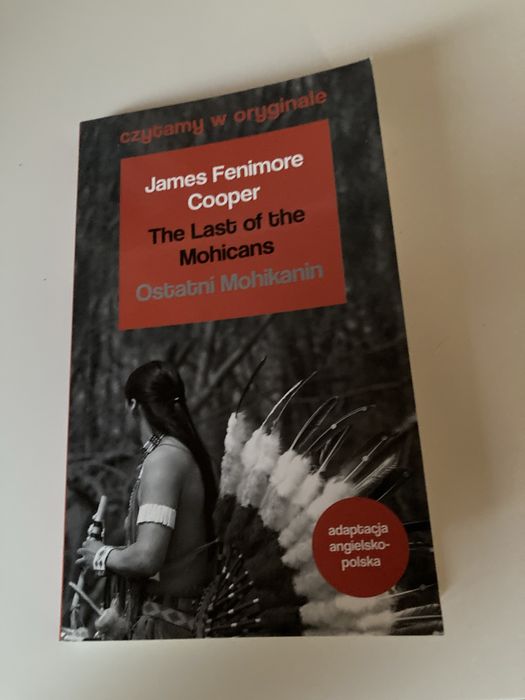 czytamy w oryginale
James Fenimore
Cooper
The Last of the
Mohicans
Ostatni Mohikanin
adaptacja
angielsko-
polska